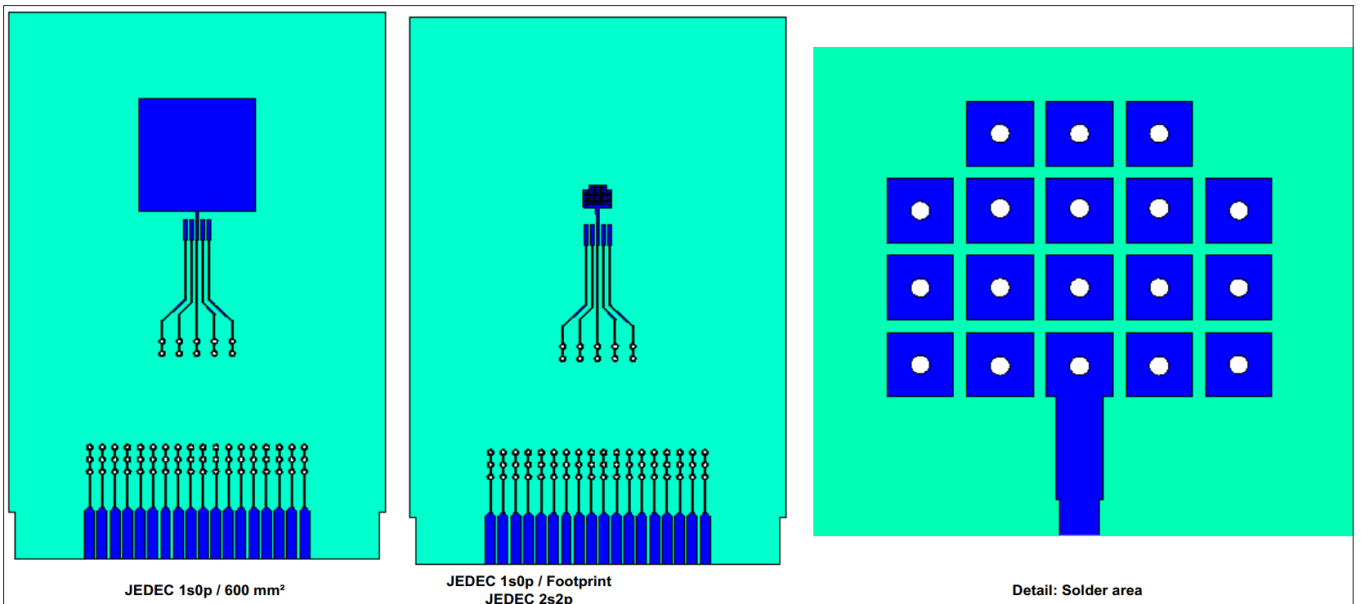 JEDEC 1s0p / 600 mm²
JEDEC 1s0p / Footprint
JEDEC 2s2p
Detail: Solder area